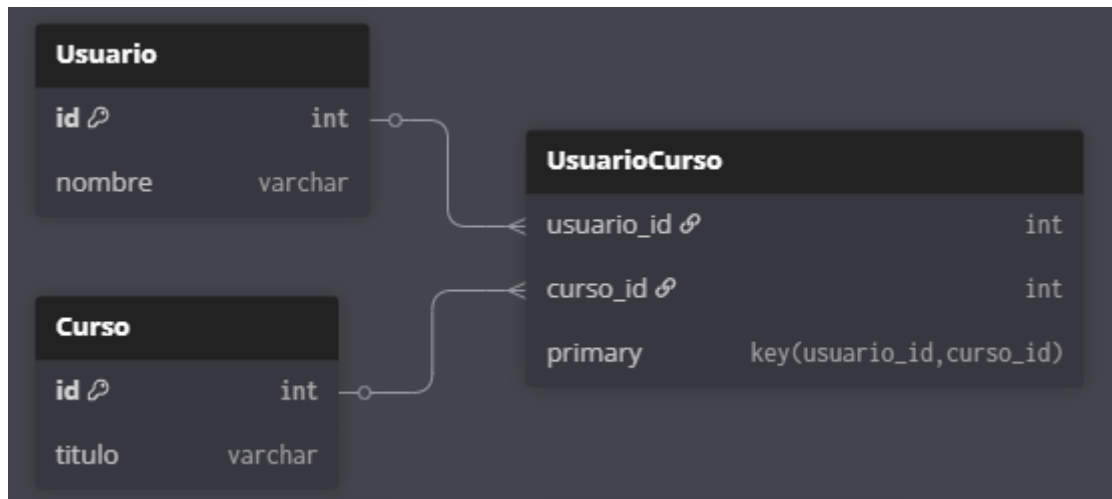 Usuario
id int
nombre varchar
UsuarioCurso
usuario_id int
curso_id int
primary key(usuario_id,curso_id)
Curso
id int
titulo varchar